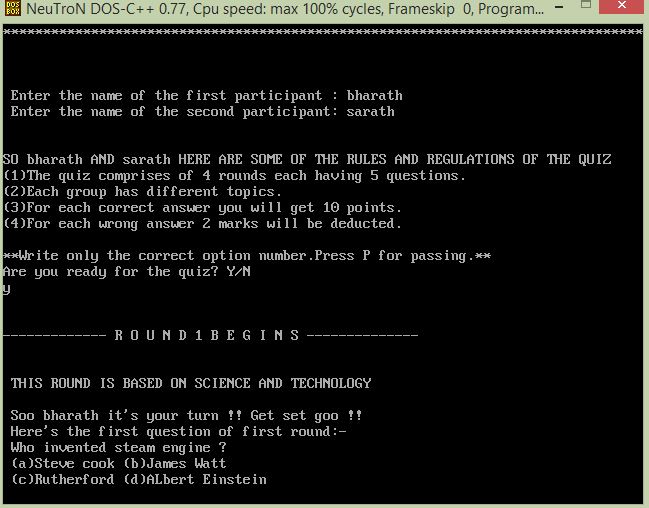 NeuTroN DOS-C++ 0.77, Cpu speed: max 100% cycles, Frameskip 0, Program...
********************************************************************************
Enter the name of the first participant : bharath
Enter the name of the second participant: sarath
SO bharath AND sarath HERE ARE SOME OF THE RULES AND REGULATIONS OF THE QUIZ
(1)The quiz comprises of 4 rounds each having 5 questions.
(2)Each group has different topics.
(3)For each correct answer you will get 10 points.
(4)For each wrong answer 2 marks will be deducted.
**Write only the correct option number.Press P for passing.**
Are you ready for the quiz? Y/N
y
------------- R O U N D 1 B E G I N S --------------
THIS ROUND IS BASED ON SCIENCE AND TECHNOLOGY
Soo bharath it's your turn !! Get set goo !!
Here's the first question of first round:-
Who invented steam engine ?
(a)Steve cook (b)James Watt
(c)Rutherford (d)ALbert Einstein